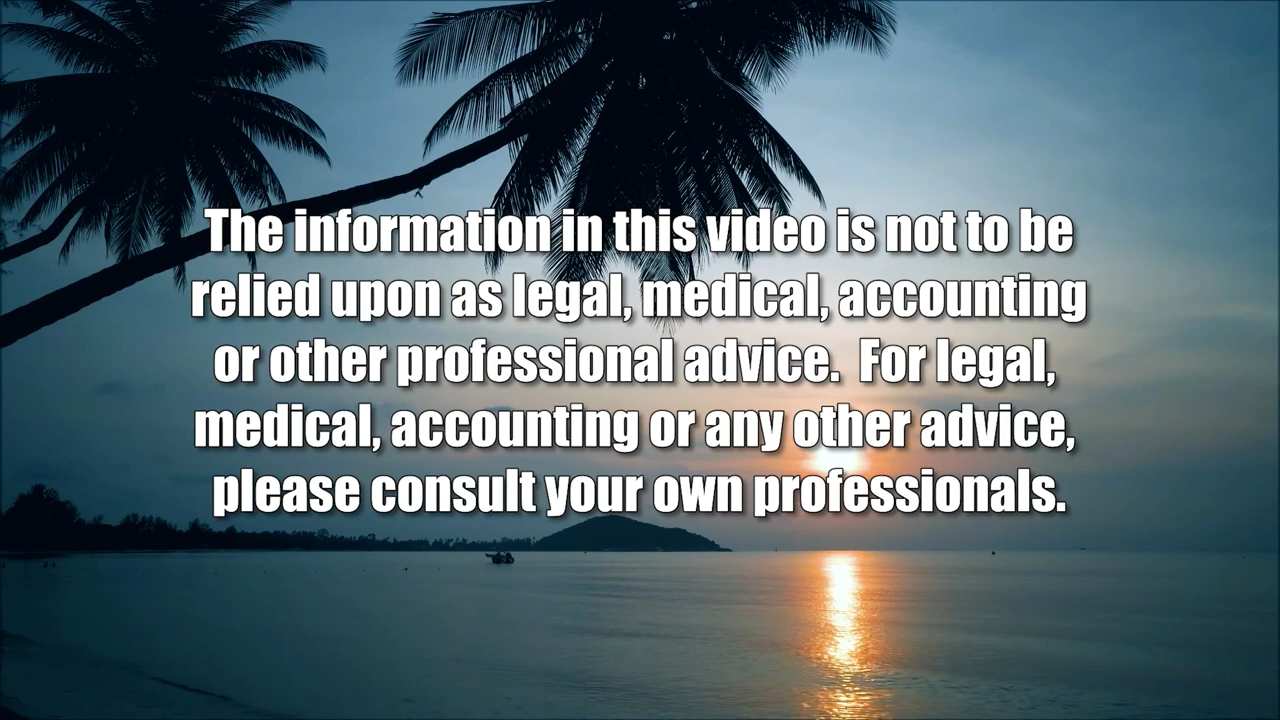 The information in this video is not to be
relied upon as legal, medical, accounting
or other professional advice.  For legal,
medical, accounting or any other advice,
please consult your own professionals.